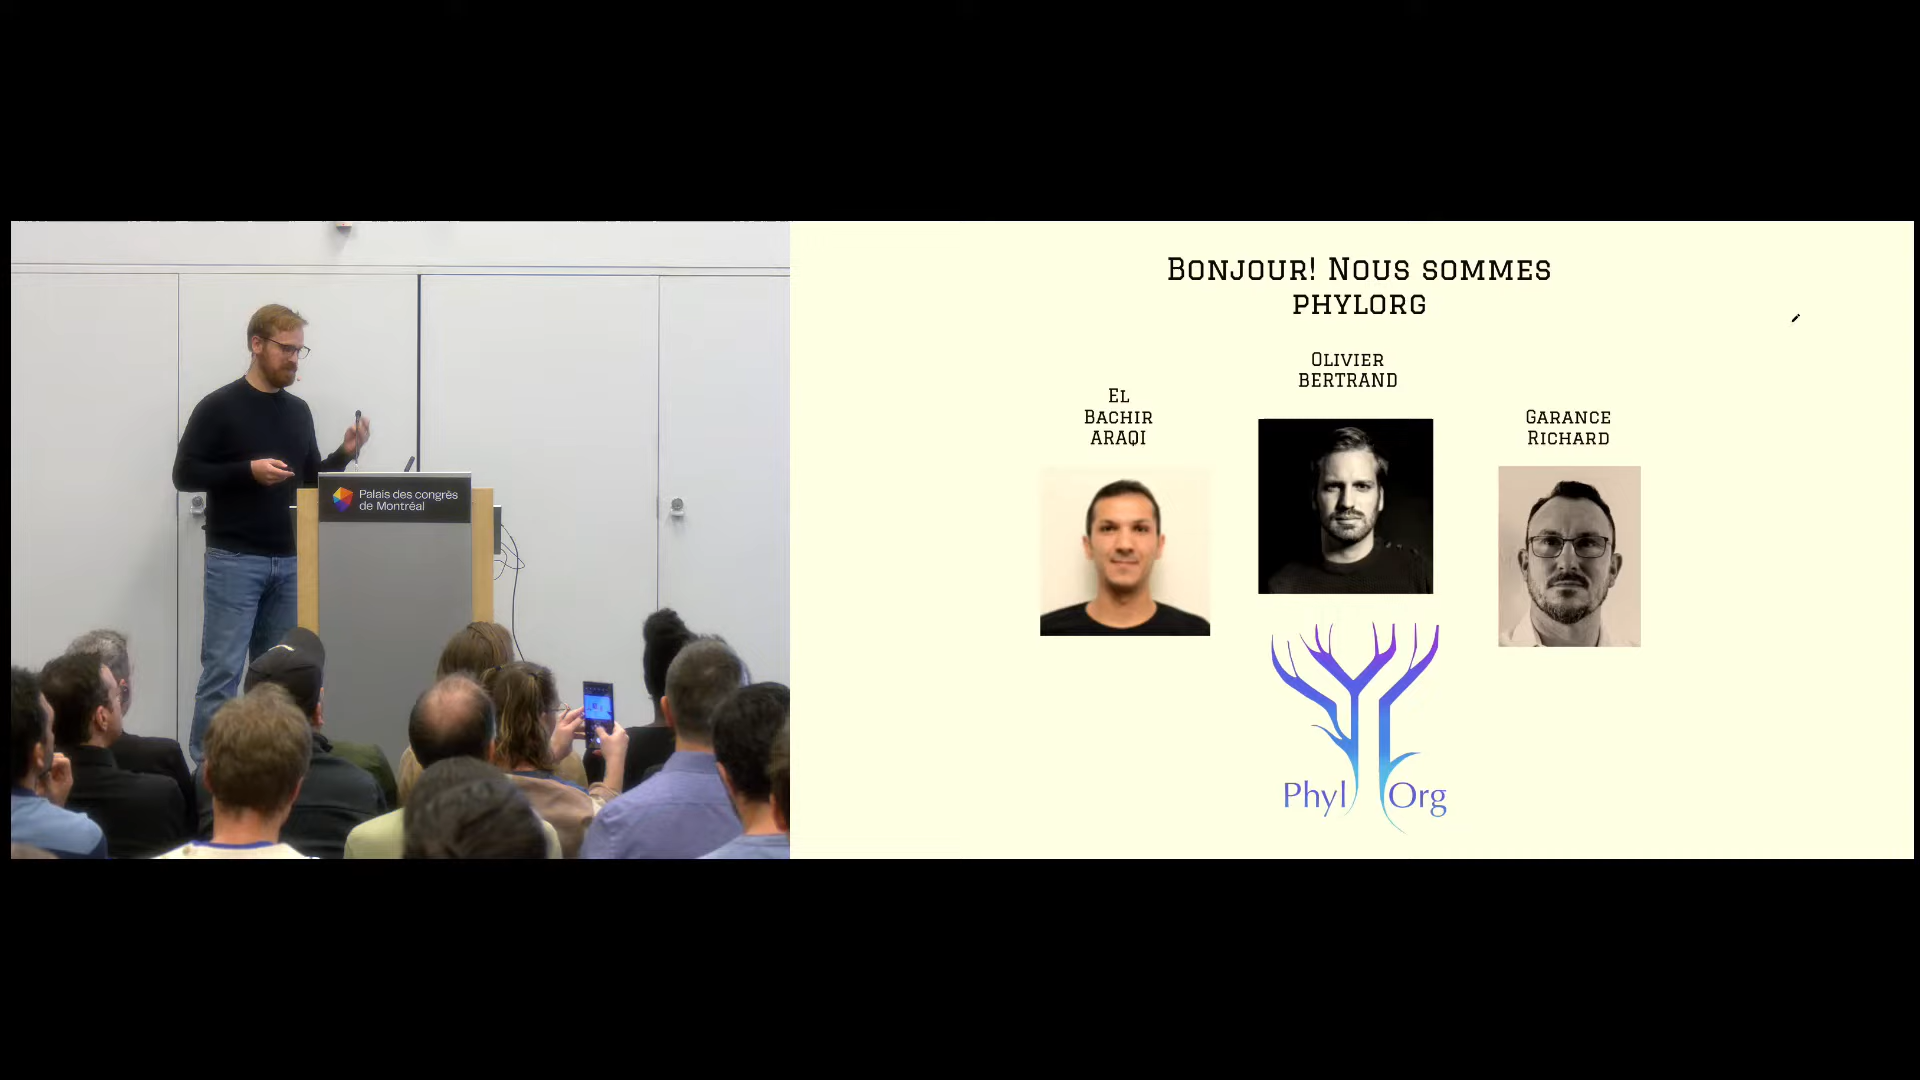 Palais des congrès
de Montréal
Bonjour! Nous sommes
phylorg
Olivier
BERTRAND
El
Bachir
ARAQI
Garance
Richard
Phyl Org